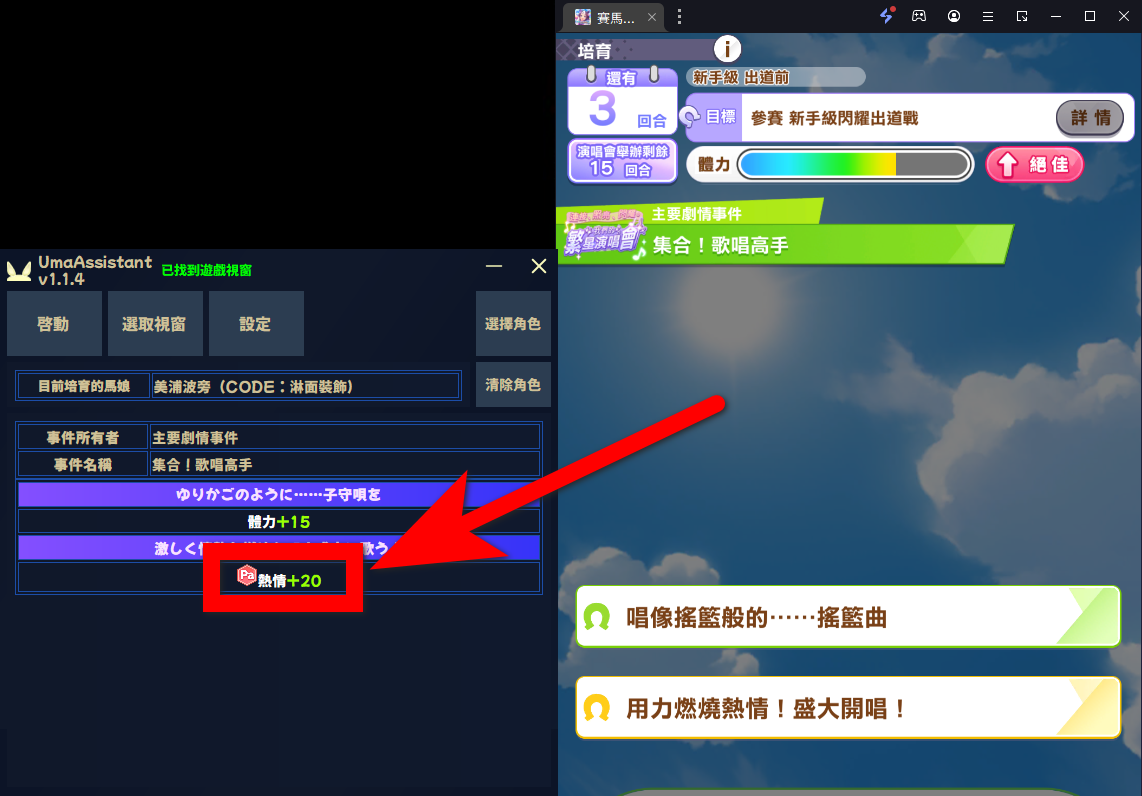 UmaAssistant
v1.1.4
已找到遊戲視窗
啓動
選取視窗
設定
選擇角色
清除角色
目前培育的馬娘
美浦波旁（CODE：淋面裝飾）
事件所有者
主要劇情事件
事件名稱
集合！歌唱高手
ゆりかごのように……子守唄を
體力+15
激しく
歌う
Pa熱情+20
賽馬...
培育
i
新手級 出道前
還有
3
回合
目標
參賽 新手級閃耀出道戰
詳情
演唱會舉辦剩餘
15 回合
體力
絕佳
繁星演唱會
主要劇情事件
集合！歌唱高手
唱像搖籃般的……搖籃曲
用力燃燒熱情！盛大開唱！